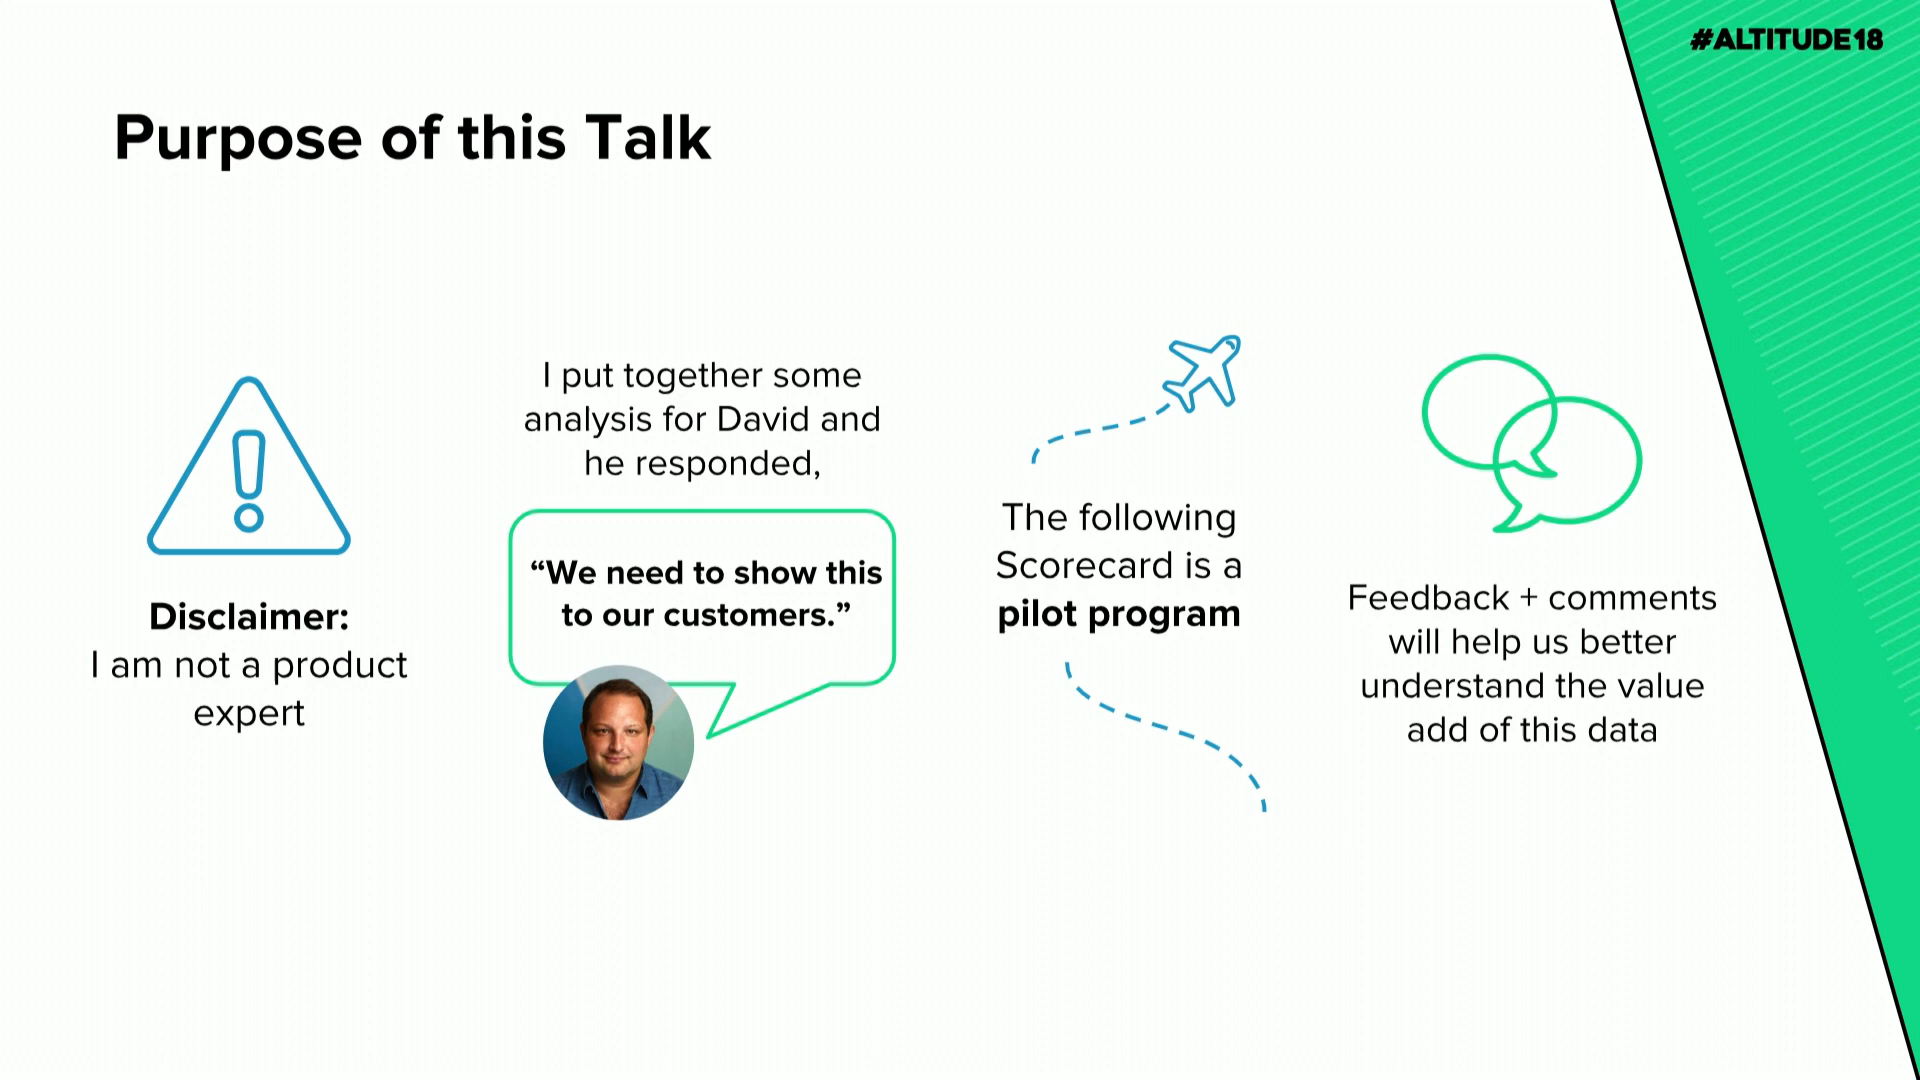 #ALTITUDE18
Purpose of this Talk
Disclaimer:
I am not a product
expert
I put together some
analysis for David and
he responded,
“We need to show this
to our customers.”
The following
Scorecard is a
pilot program
Feedback + comments
will help us better
understand the value
add of this data